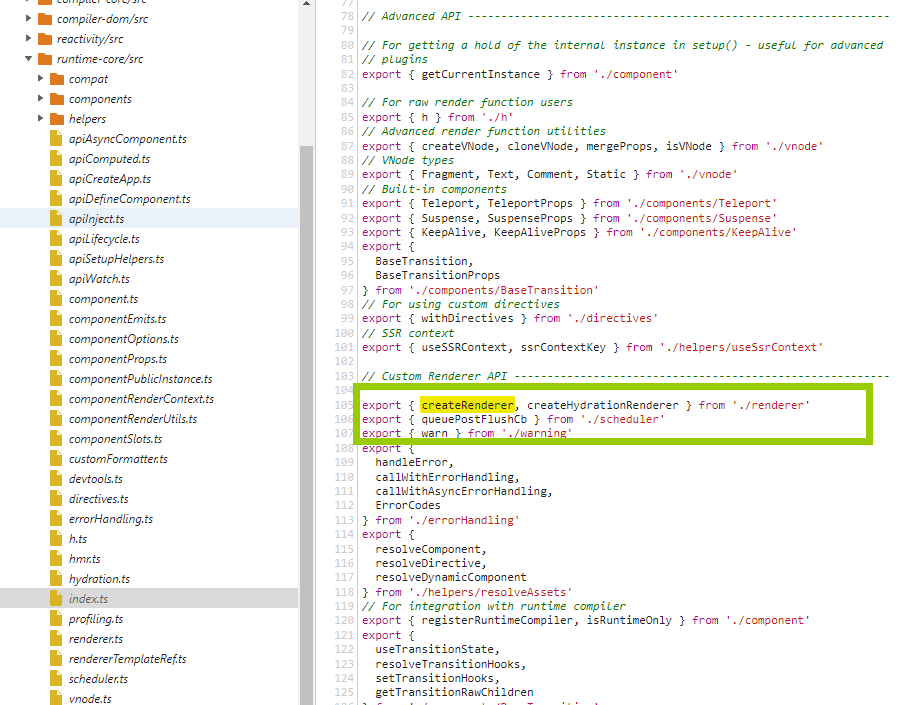 compiler-core/src
compiler-dom/src
reactivity/src
runtime-core/src
compat
components
helpers
apiAsyncComponent.ts
apiComputed.ts
apiCreateApp.ts
apiDefineComponent.ts
apiInject.ts
apiLifecycle.ts
apiSetupHelpers.ts
apiWatch.ts
component.ts
componentEmits.ts
componentOptions.ts
componentProps.ts
componentPublicInstance.ts
componentRenderContext.ts
componentRenderUtils.ts
componentSlots.ts
customFormatter.ts
devtools.ts
directives.ts
errorHandling.ts
h.ts
hmr.ts
hydration.ts
index.ts
profiling.ts
renderer.ts
rendererTemplateRef.ts
scheduler.ts
vnode.ts
77
78 // Advanced API ----------------------------------------------------------------
79
80 // For getting a hold of the internal instance in setup() - useful for advanced
81 // plugins
82 export { getCurrentInstance } from './component'
83
84 // For raw render function users
85 export { h } from './h'
86 // Advanced render function utilities
87 export { createVNode, cloneVNode, mergeProps, isVNode } from './vnode'
88 // VNode types
89 export { Fragment, Text, Comment, Static } from './vnode'
90 // Built-in components
91 export { Teleport, TeleportProps } from './components/Teleport'
92 export { Suspense, SuspenseProps } from './components/Suspense'
93 export { KeepAlive, KeepAliveProps } from './components/KeepAlive'
94 export {
95 BaseTransition,
96 BaseTransitionProps
97 } from './components/BaseTransition'
98 // For using custom directives
99 export { withDirectives } from './directives'
100 // SSR context
101 export { useSSRContext, ssrContextKey } from './helpers/useSsrContext'
102
103 // Custom Renderer API ---------------------------------------------------------
104
105 export { createRenderer, createHydrationRenderer } from './renderer'
106 export { queuePostFlushCb } from './scheduler'
107 export { warn } from './warning'
108 export {
109 handleError,
110 callWithErrorHandling,
111 callWithAsyncErrorHandling,
112 ErrorCodes
113 } from './errorHandling'
114 export {
115 resolveComponent,
116 resolveDirective,
117 resolveDynamicComponent
118 } from './helpers/resolveAssets'
119 // For integration with runtime compiler
120 export { registerRuntimeCompiler, isRuntimeOnly } from './component'
121 export {
122 useTransitionState,
123 resolveTransitionHooks,
124 setTransitionHooks,
125 getTransitionRawChildren